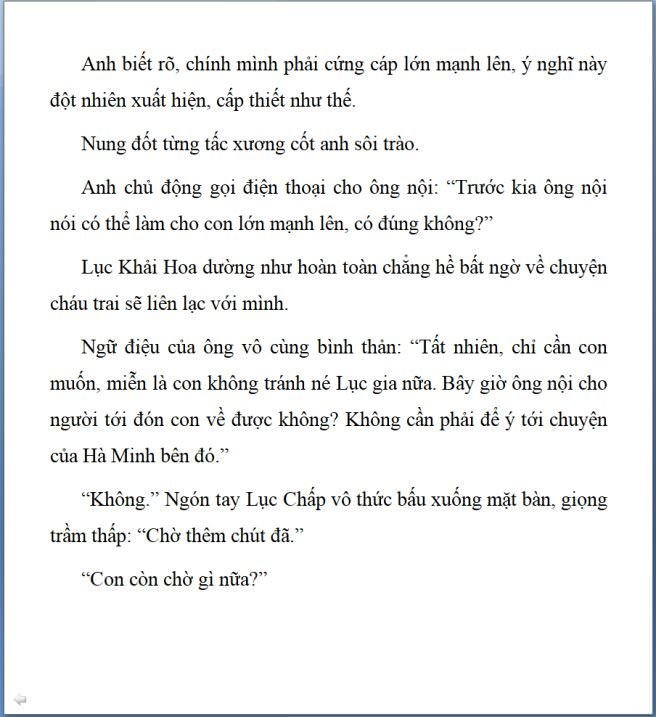 Anh biết rõ, chính mình phải cứng cáp lớn mạnh lên, ý nghĩ này
đột nhiên xuất hiện, cấp thiết như thế.
Nung đốt từng tấc xương cốt anh sôi trào.
Anh chủ động gọi điện thoại cho ông nội: “Trước kia ông nội
nói có thể làm cho con lớn mạnh lên, có đúng không?”
Lục Khải Hoa dường như hoàn toàn chẳng hề bất ngờ về chuyện
cháu trai sẽ liên lạc với mình.
Ngữ điệu của ông vô cùng bình thản: “Tất nhiên, chỉ cần con
muốn, miễn là con không tránh né Lục gia nữa. Bây giờ ông nội cho
người tới đón con về được không? Không cần phải để ý tới chuyện
của Hà Minh bên đó.”
“Không.” Ngón tay Lục Chấp vô thức bấu xuống mặt bàn, giọng
trầm thấp: “Chờ thêm chút đã.”
“Con còn chờ gì nữa?”